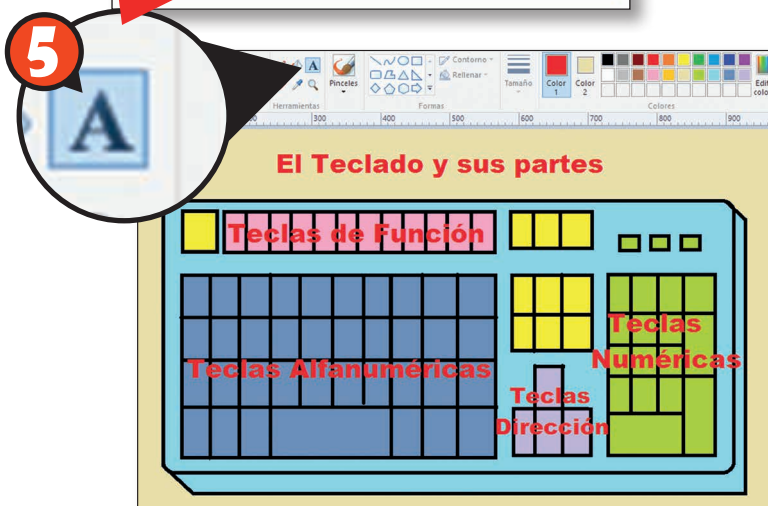 5
A
A
Pinceles
Contorno
Rellenar
Tamaño
Color
1
Color
2
Herramientas
Formas
Colores
300
400
500
600
700
800
900
El Teclado y sus partes
Teclas de Función
Teclas Alfanuméricas
Teclas
Numéricas
Teclas
Dirección